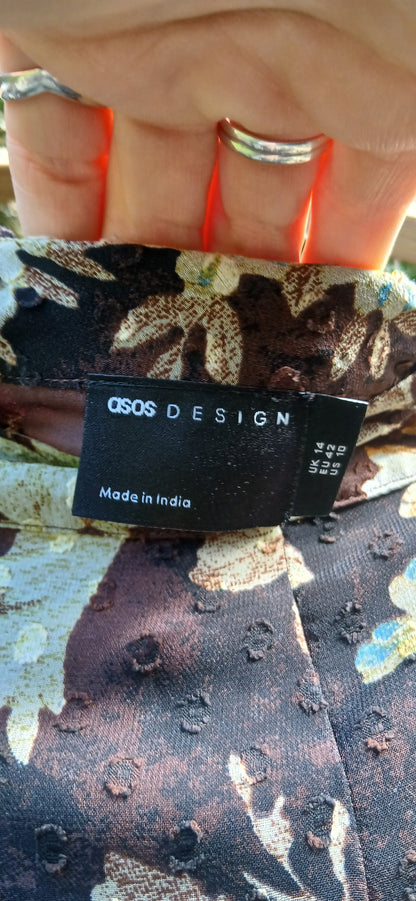 asos DESIGN
Made in India
UK 14
EU 42
US 10